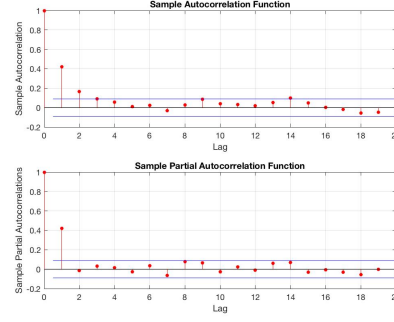 Sample Autocorrelation Function
Sample Autocorrelation
1
0.8
0.6
0.4
0.2
0
-0.2
0 2 4 6 8 10 12 14 16 18
Lag
Sample Partial Autocorrelation Function
Sample Partial Autocorrelations
1
0.8
0.6
0.4
0.2
0
-0.2
0 2 4 6 8 10 12 14 16 18
Lag